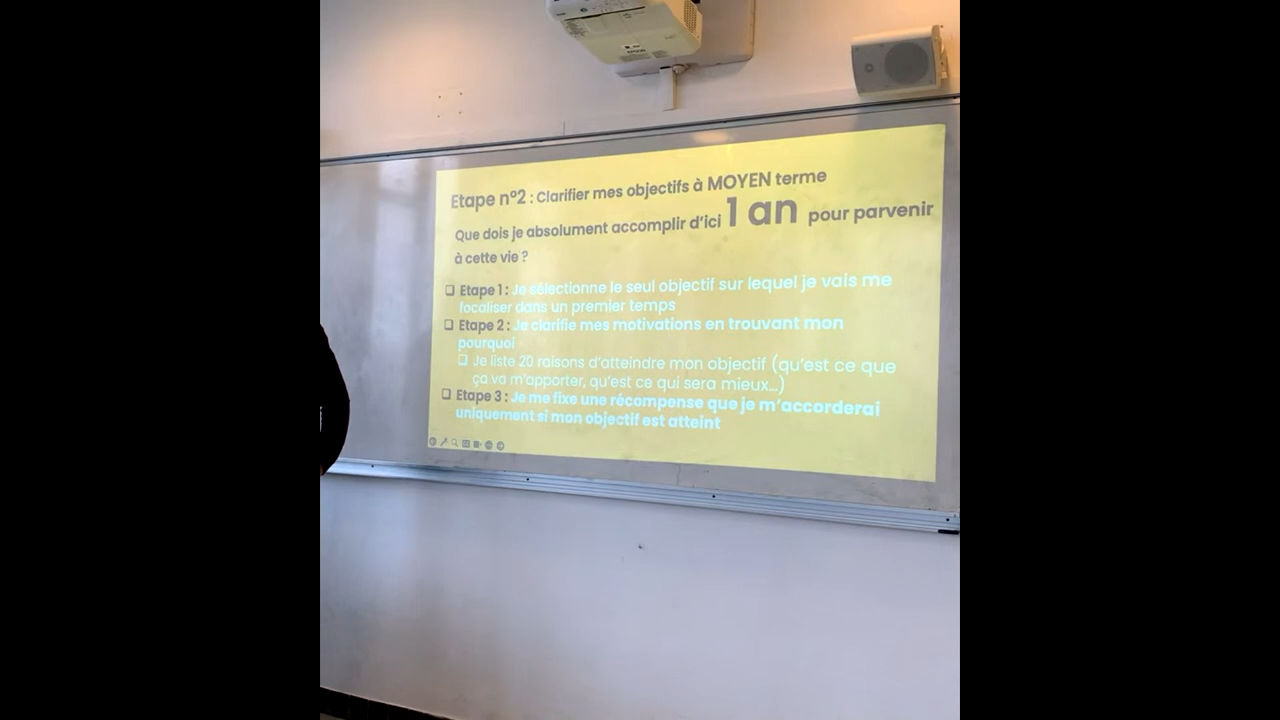 Etape n°2 : Clarifier mes objectifs à MOYEN terme
Que dois je absolument accomplir d'ici 1 an pour parvenir
à cette vie ?
❑ Etape 1 : Je sélectionne le seul objectif sur lequel je vais me
focaliser dans un premier temps
❑ Etape 2 : Je clarifie mes motivations en trouvant mon
pourquoi
❑ Je liste 20 raisons d'atteindre mon objectif (qu'est ce que
ça va m'apporter, qu'est ce qui sera mieux...)
❑ Etape 3 : Je me fixe une récompense que je m'accorderai
uniquement si mon objectif est atteint